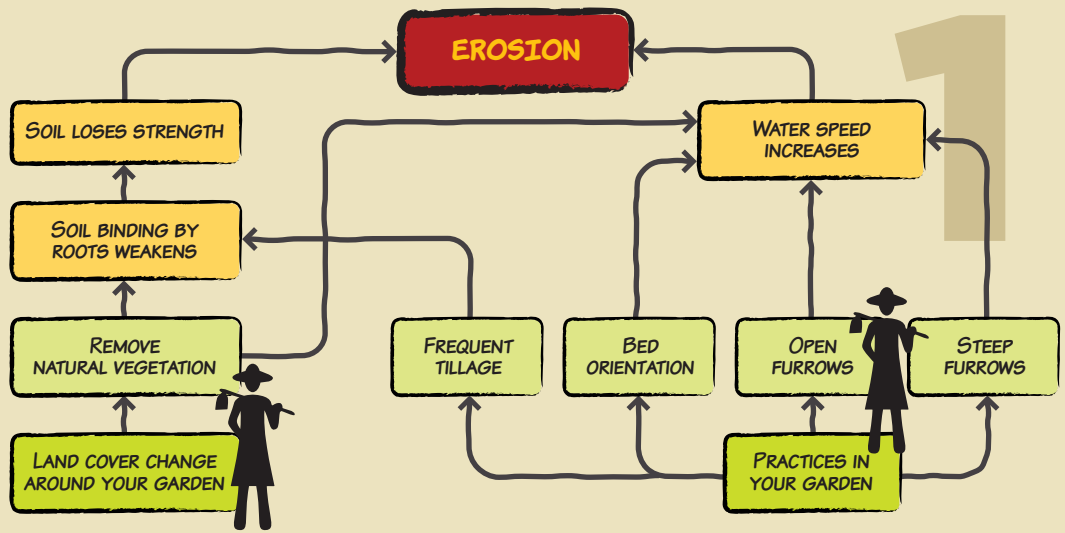 1
EROSION
SOIL LOSES STRENGTH
WATER SPEED
INCREASES
SOIL BINDING BY
ROOTS WEAKENS
REMOVE
NATURAL VEGETATION
FREQUENT
TILLAGE
BED
ORIENTATION
OPEN
FURROWS
STEEP
FURROWS
LAND COVER CHANGE
AROUND YOUR GARDEN
PRACTICES IN
YOUR GARDEN